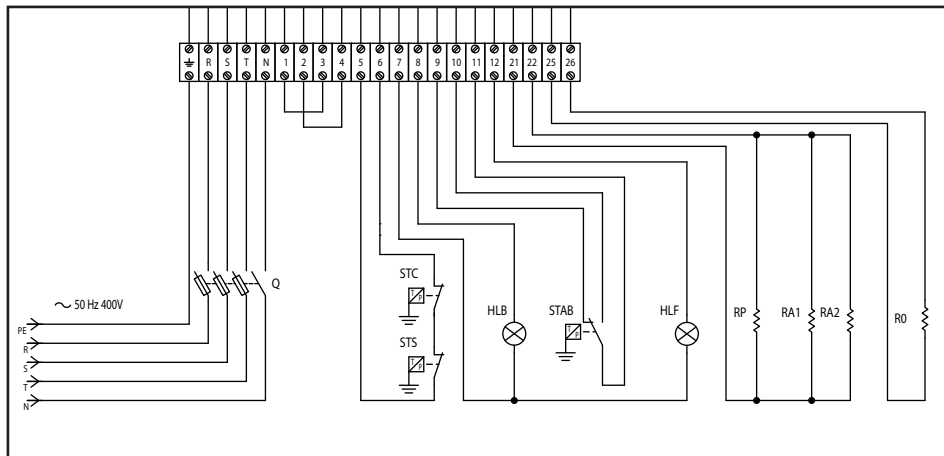 R S T N 1 2 3 4 5 6 7 8 9 10 11 12 21 22 25 26
Q
STC
T P
~ 50 Hz 400V
HLB
STAB
T P
HLF
RP
RA1
RA2
R0
PE
R
STS
T P
S
T
N